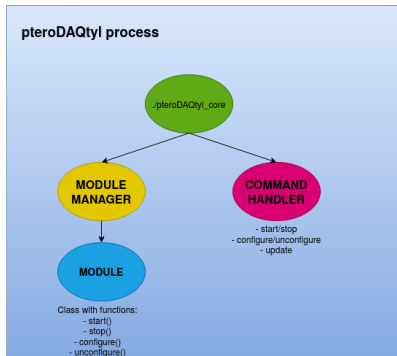 pteroDAQtyl process
./pteroDAQtyl_core
MODULE
MANAGER
COMMAND
HANDLER
- start/stop
- configure/unconfigure
- update
MODULE
Class with functions:
- start()
- stop()
- configure()
- unconfigure()